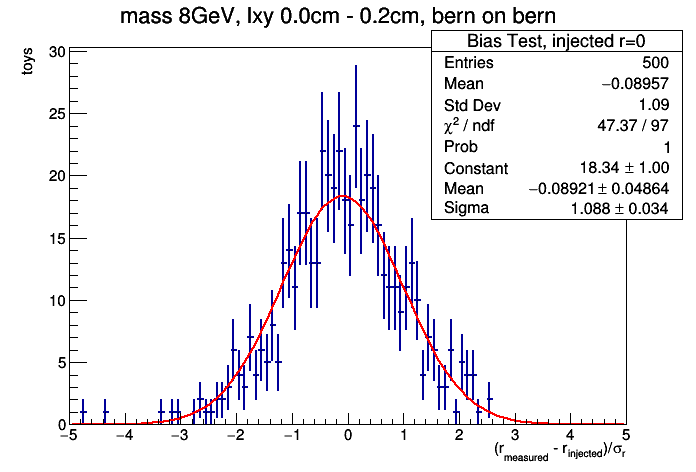 mass 8GeV, lxy 0.0cm - 0.2cm, bern on bern
toys
Bias Test, injected r=0
Entries 500
Mean −0.08957
Std Dev 1.09
χ² / ndf 47.37 / 97
Prob 1
Constant 18.34 ± 1.00
Mean −0.08921 ± 0.04864
Sigma 1.088 ± 0.034
30
25
20
15
10
5
0
−5 −4 −3 −2 −1 0 1 2 3 4 5
(r_measured - r_injected)/σ_r